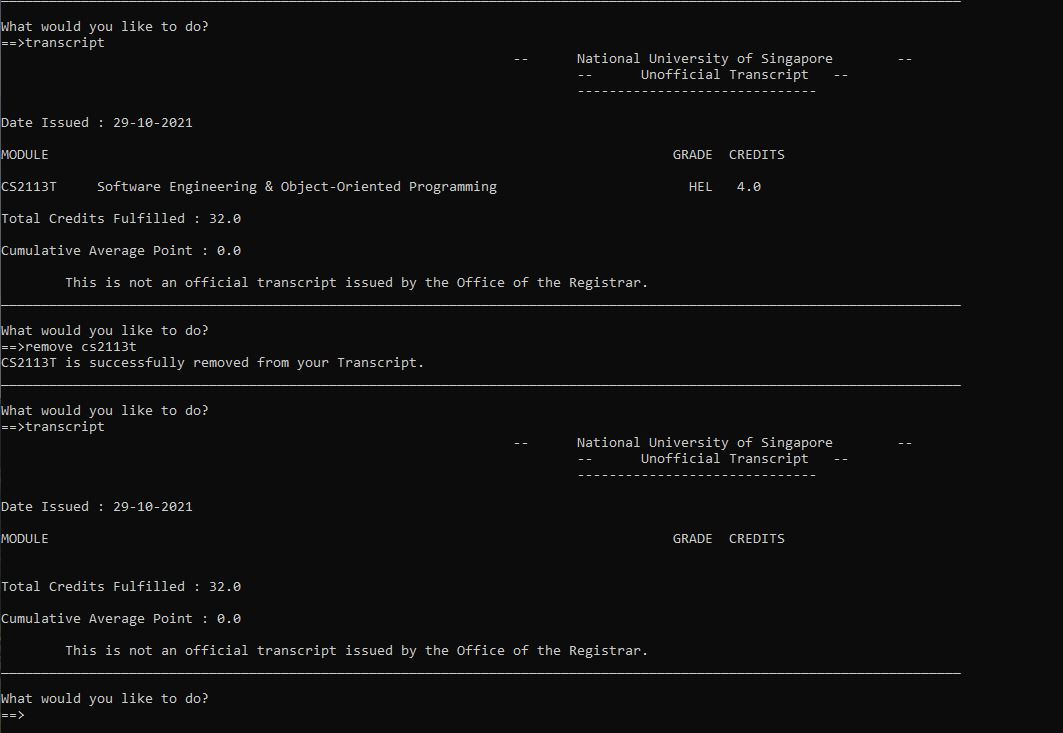 What would you like to do?
==>transcript
-- National University of Singapore --
-- Unofficial Transcript --
------------------------------
Date Issued : 29-10-2021
MODULE GRADE CREDITS
CS2113T Software Engineering & Object-Oriented Programming HEL 4.0
Total Credits Fulfilled : 32.0
Cumulative Average Point : 0.0
This is not an official transcript issued by the Office of the Registrar.
What would you like to do?
==>remove cs2113t
CS2113T is successfully removed from your Transcript.
What would you like to do?
==>transcript
-- National University of Singapore --
-- Unofficial Transcript --
------------------------------
Date Issued : 29-10-2021
MODULE GRADE CREDITS
Total Credits Fulfilled : 32.0
Cumulative Average Point : 0.0
This is not an official transcript issued by the Office of the Registrar.
What would you like to do?
==>